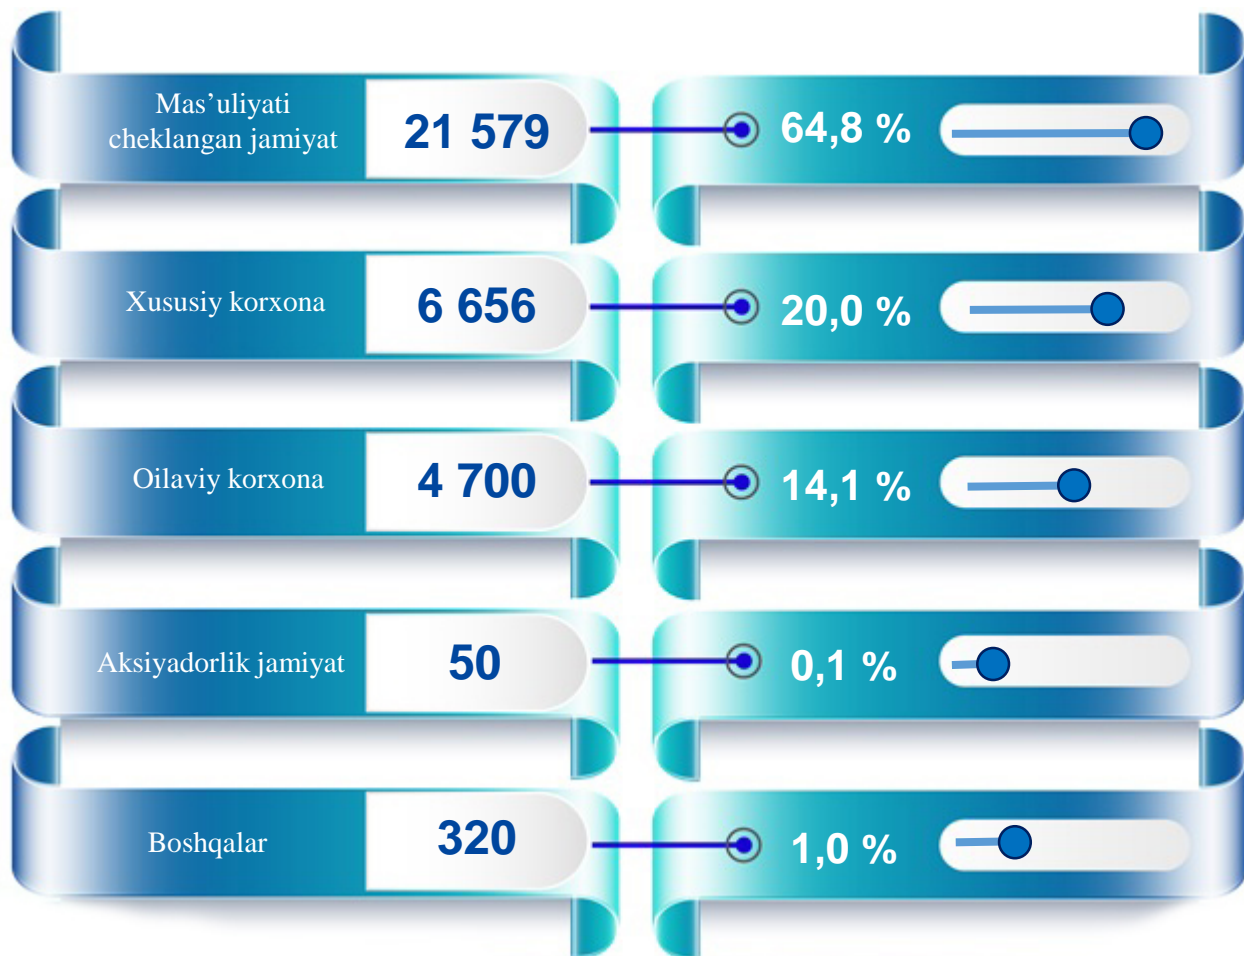 Mas’uliyati
cheklangan jamiyat
21 579
64,8 %
Xususiy korxona
6 656
20,0 %
Oilaviy korxona
4 700
14,1 %
Aksiyadorlik jamiyat
50
0,1 %
Boshqalar
320
1,0 %